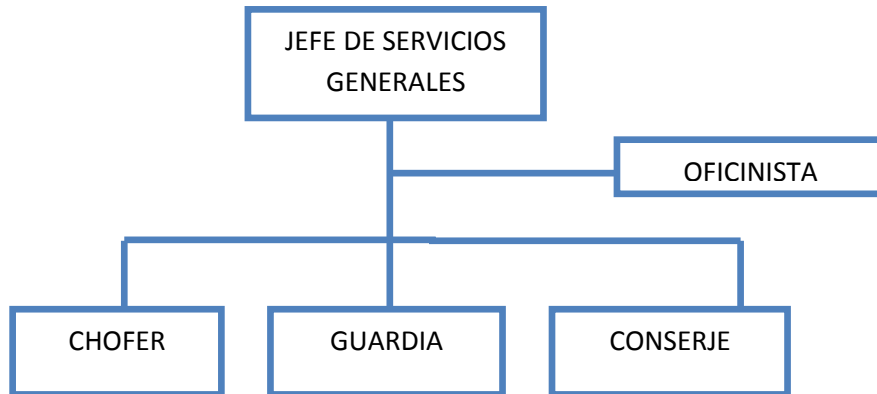 JEFE DE SERVICIOS
GENERALES
OFICINISTA
CHOFER
GUARDIA
CONSERJE